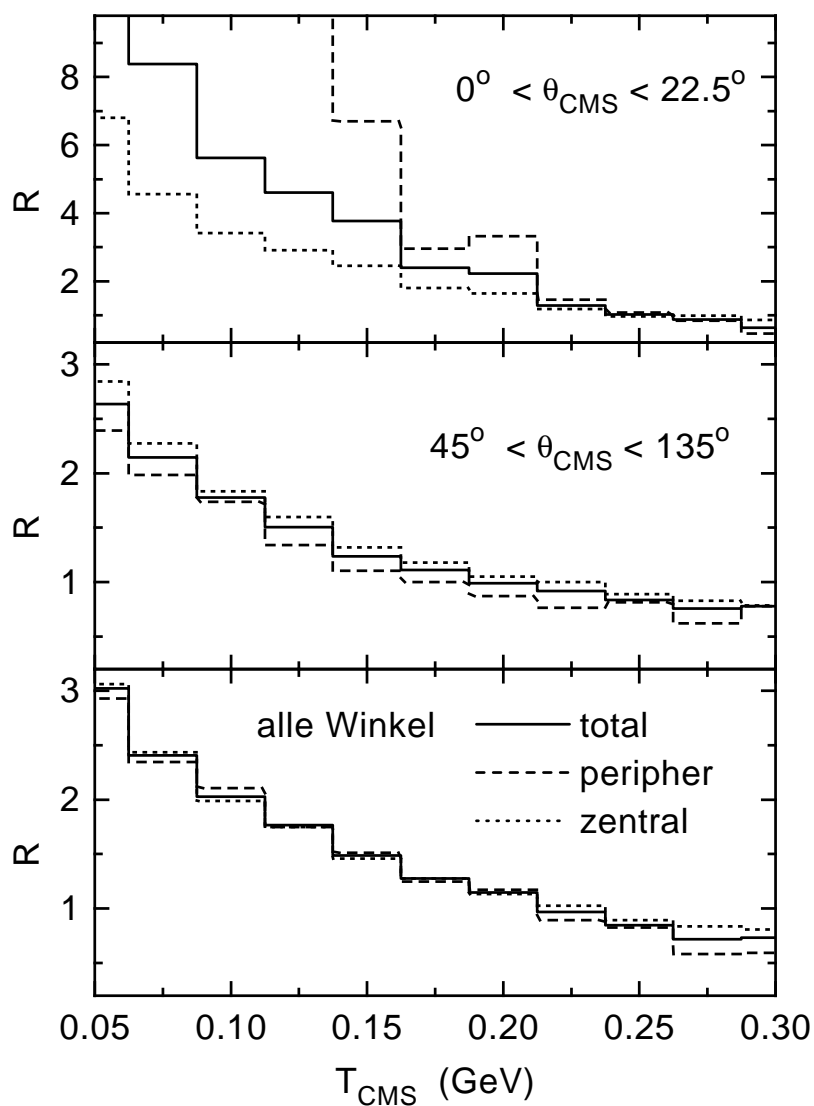 8
6
4
2
R
0° < θCMS < 22.5°
3
2
1
R
45° < θCMS < 135°
3
2
1
R
alle Winkel
total
peripher
zentral
0.05 0.10 0.15 0.20 0.25 0.30
TCMS (GeV)